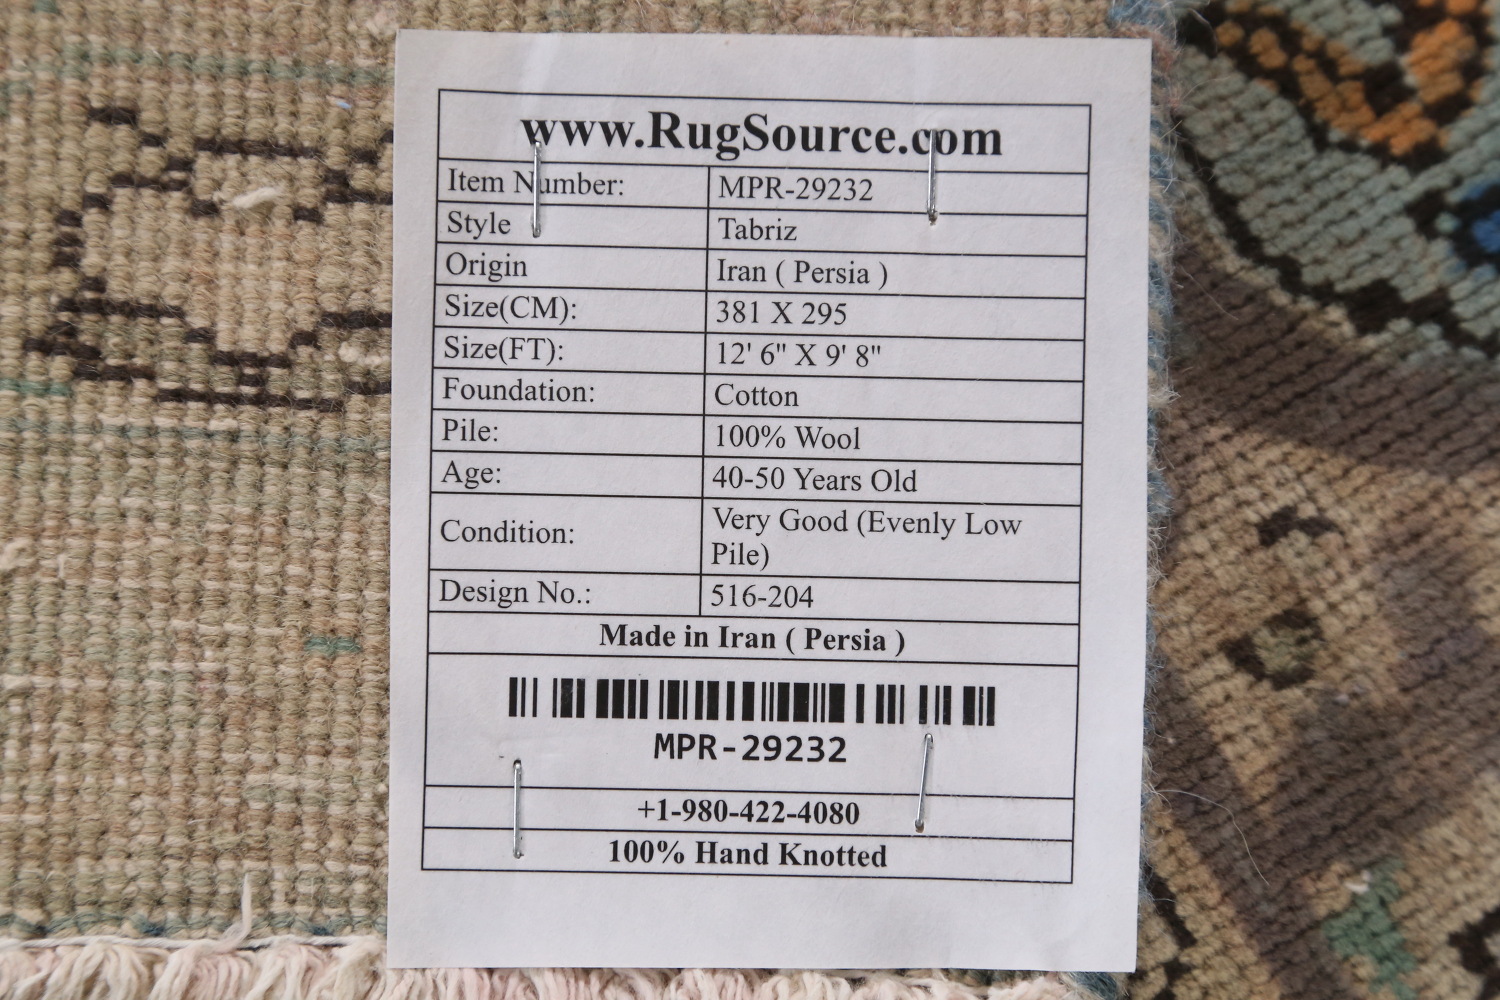 www.RugSource.com
Item Number: MPR-29232
Style Tabriz
Origin Iran ( Persia )
Size(CM): 381 X 295
Size(FT): 12' 6" X 9' 8"
Foundation: Cotton
Pile: 100% Wool
Age: 40-50 Years Old
Condition: Very Good (Evenly Low
Pile)
Design No.: 516-204
Made in Iran ( Persia )
MPR-29232
+1-980-422-4080
100% Hand Knotted